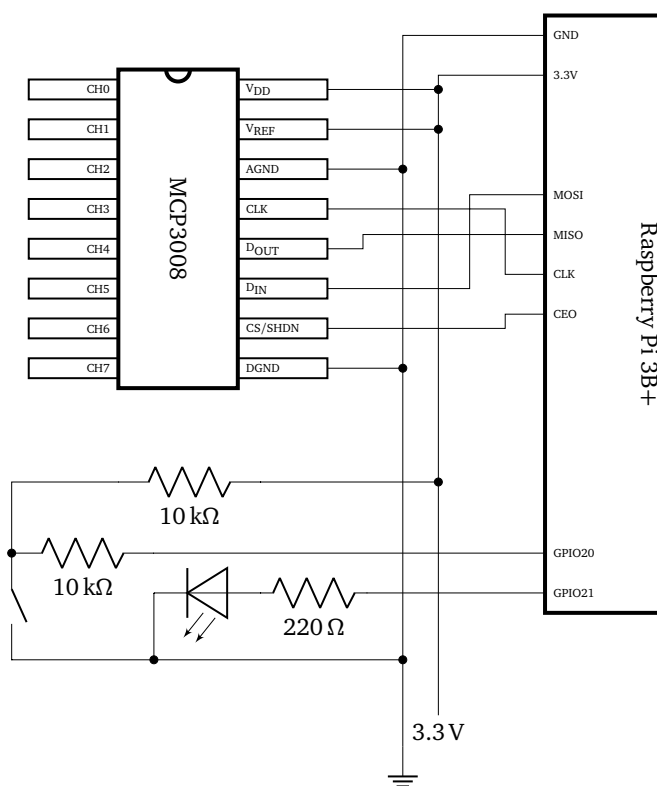 GND
3.3V
MOSI
MISO
CLK
CEO
GPIO20
GPIO21
Raspberry Pi 3B+
CH0
CH1
CH2
CH3
CH4
CH5
CH6
CH7
MCP3008
VDD
VREF
AGND
CLK
DOUT
DIN
CS/SHDN
DGND
10 kΩ
10 kΩ
220 Ω
3.3 V